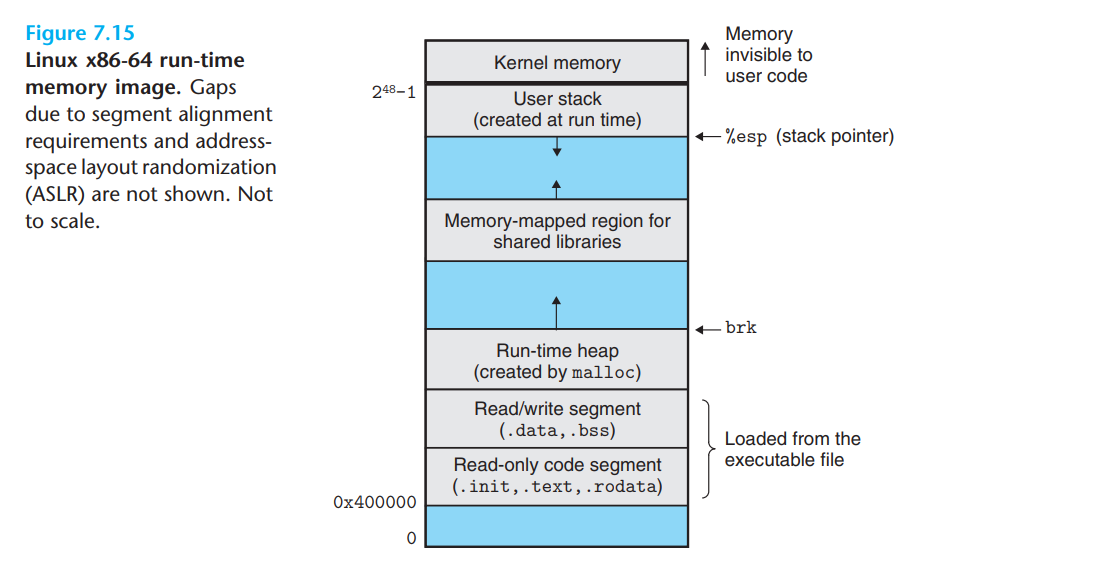 Figure 7.15
Linux x86-64 run-time
memory image. Gaps
due to segment alignment
requirements and address-
space layout randomization
(ASLR) are not shown. Not
to scale.
Memory
invisible to
user code
Kernel memory
2⁴⁸−1
User stack
(created at run time)
%esp (stack pointer)
Memory-mapped region for
shared libraries
brk
Run-time heap
(created by malloc)
Read/write segment
(.data,.bss)
Loaded from the
executable file
Read-only code segment
(.init,.text,.rodata)
0x400000
0